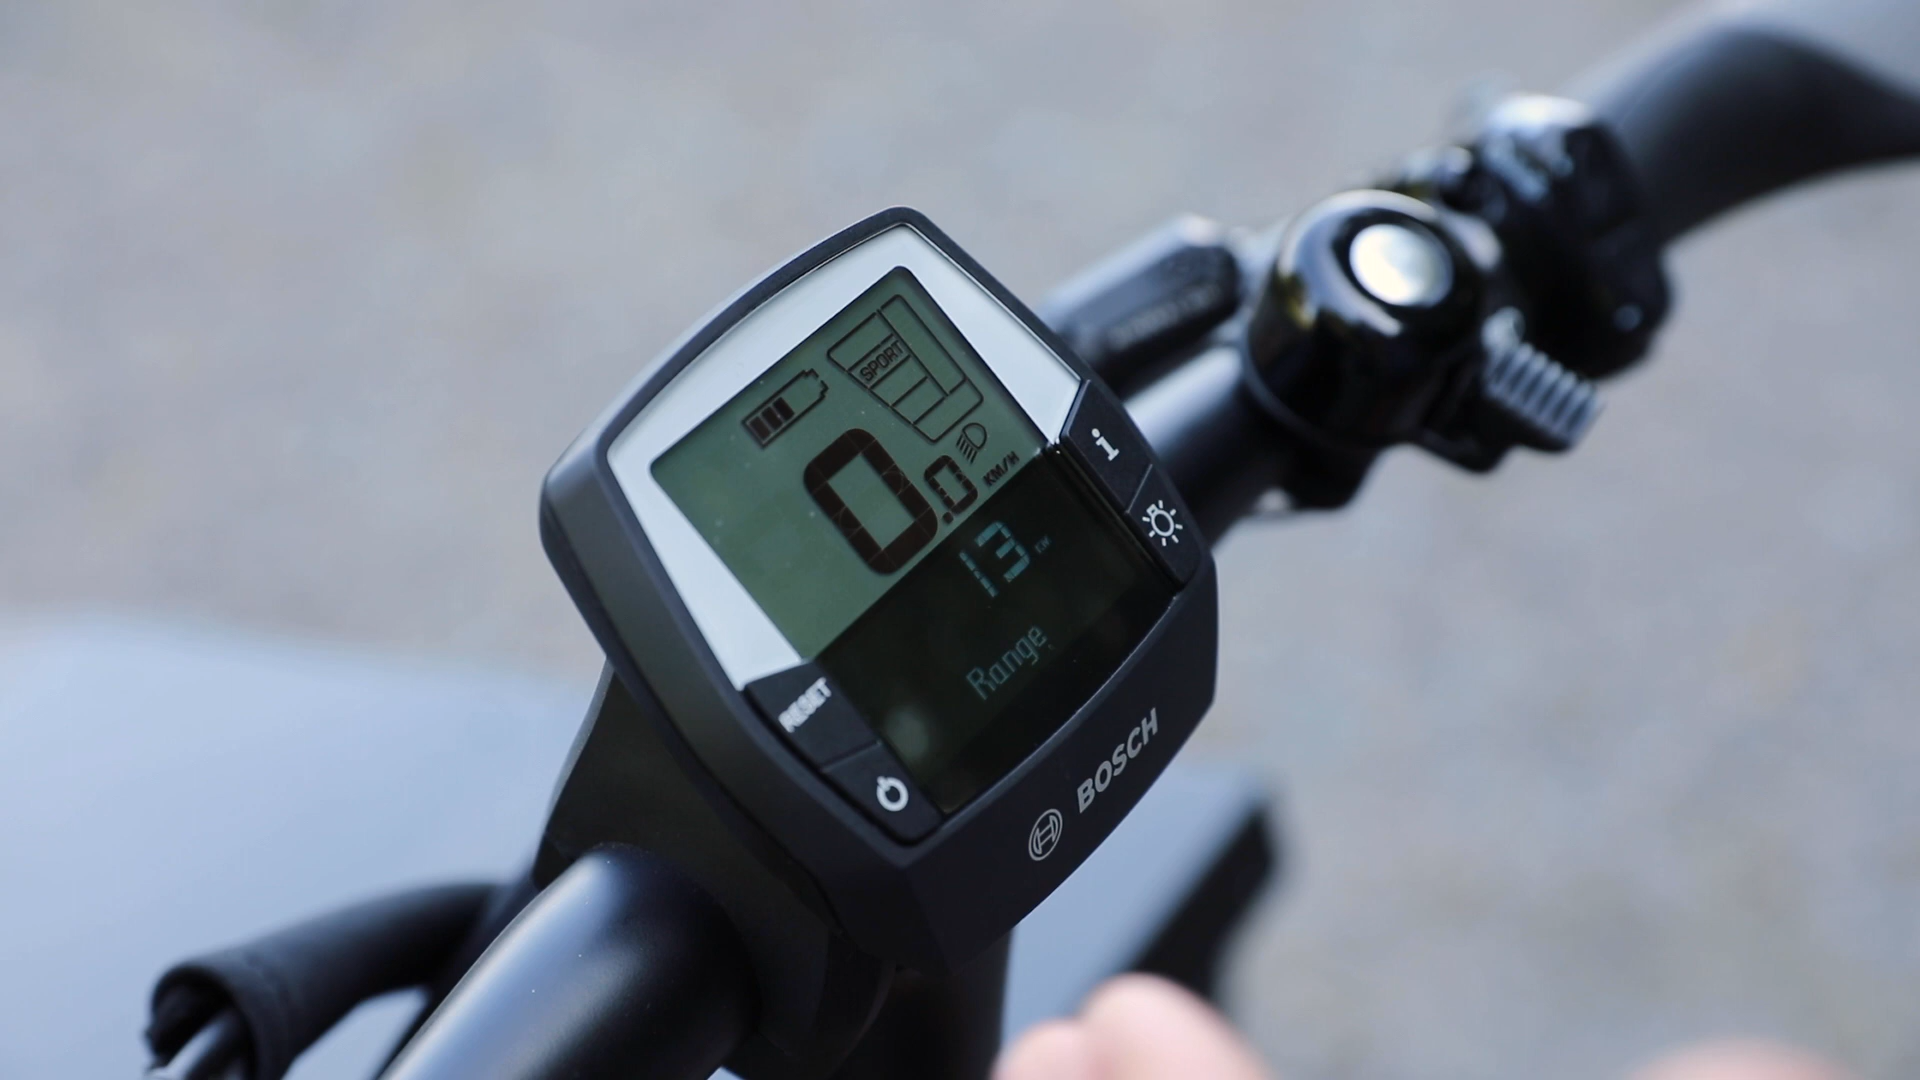 SPORT
0.0 KM/H
13 KM
Range
i
RESET
BOSCH